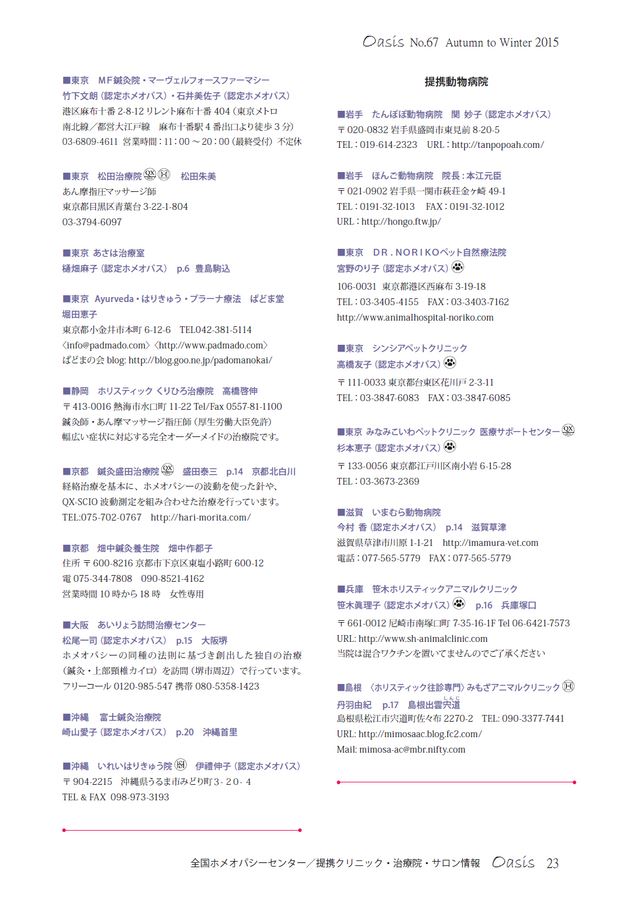 Oasis No.67 Autumn to Winter 2015
■東京　MF鍼灸院・マーヴェルフォースファーマシー
竹下文朗（認定ホメオパス）・石井美佐子（認定ホメオパス）
港区麻布十番 2-8-12 リレント麻布十番 404（東京メトロ
南北線／都営大江戸線　麻布十番駅 4 番出口より徒歩 3 分）
03-6809-4611 営業時間：11：00 ～ 20：00（最終受付）不定休
■東京　松田治療院 QX H　松田朱美
あん摩指圧マッサージ師
東京都目黒区青葉台 3-22-1-804
03-3794-6097
■東京 あさは治療室
樋畑麻子（認定ホメオパス）　p.6 豊島駒込
■東京 Ayurveda・はりきゅう・プラーナ療法　ぱどま堂
堀田恵子
東京都小金井市本町 6-12-6　TEL042-381-5114
〈info@padmado.com〉〈http://www.padmado.com〉
ぱどまの会 blog: http://blog.goo.ne.jp/padomanokai/
■静岡　ホリスティック くりひろ治療院　高橋啓伸
〒413-0016 熱海市水口町 11-22 Tel/Fax 0557-81-1100
鍼灸師・あん摩マッサージ指圧師（厚生労働大臣免許）
幅広い症状に対応する完全オーダーメイドの治療院です。
■京都　鍼灸盛田治療院 QX　盛田泰三　p.14　京都北白川
経絡治療を基本に、ホメオパシーの波動を使った針や、
QX-SCIO 波動測定を組み合わせた治療を行っています。
TEL:075-702-0767　http://hari-morita.com/
■京都　畑中鍼灸養生院　畑中作都子
住所 〒600-8216 京都市下京区東塩小路町 600-12
電 075-344-7808　090-8521-4162
営業時間 10 時から 18 時　女性専用
■大阪　あいりょう訪問治療センター
松尾一司（認定ホメオパス）　p.15　大阪堺
ホメオパシーの同種の法則に基づき創出した独自の治療
（鍼灸・上部頸椎カイロ）を訪問（堺市周辺）で行っています。
フリーコール 0120-985-547 携帯 080-5358-1423
■沖縄　富士鍼灸治療院
崎山愛子（認定ホメオパス）　p.20　沖縄首里
■沖縄　いれいはりきゅう院　伊禮伸子（認定ホメオパス）
〒 904-2215　沖縄県うるま市みどり町 3 - 2 0 - 4
TEL & FAX 098-973-3193
提携動物病院
■岩手　たんぽぽ動物病院　関 妙子（認定ホメオパス）
〒 020-0832 岩手県盛岡市東見前 8-20-5
TEL：019-614-2323　URL：http://tanpopoah.com/
■岩手　ほんご動物病院　院長：本江元臣
〒 021-0902 岩手県一関市萩荘金ヶ崎 49-1
TEL：0191-32-1013　FAX：0191-32-1012
URL：http://hongo.ftw.jp/
■東京　DR.NORIKOペット自然療法院
宮野のり子（認定ホメオパス）
106-0031 東京都港区西麻布 3-19-18
TEL：03-3405-4155　FAX：03-3403-7162
http://www.animalhospital-noriko.com
■東京　シンシアペットクリニック
高橋友子（認定ホメオパス）
〒 111-0033 東京都台東区花川戸 2-3-11
TEL：03-3847-6083　FAX：03-3847-6085
■東京 みなみこいわペットクリニック 医療サポートセンター QX
杉本恵子（認定ホメオパス）
〒 133-0056 東京都江戸川区南小岩 6-15-28
TEL：03-3673-2369
■滋賀　いまむら動物病院
今村 香（認定ホメオパス）　p.14　滋賀草津
滋賀県草津市川原 1-1-21　http://imamura-vet.com
電話：077-565-5779　FAX：077-565-5779
■兵庫　笹木ホリスティックアニマルクリニック
笹木眞理子（認定ホメオパス）　p.16　兵庫塚口
〒 661-0012 尼崎市南塚口町 7-35-16-1F Tel 06-6421-7573
URL: http://www.sh-animalclinic.com
当院は混合ワクチンを置いてませんのでご了承ください
■島根　〈ホリスティック往診専門〉みもざアニマルクリニック H
丹羽由紀　p.17　島根出雲宍道
しんじ
島根県松江市宍道町佐々布 2270-2　TEL: 090-3377-7441
URL: http://mimosaac.blog.fc2.com/
Mail: mimosa-ac@mbr.nifty.com
全国ホメオパシーセンター／提携クリニック・治療院・サロン情報　Oasis 23